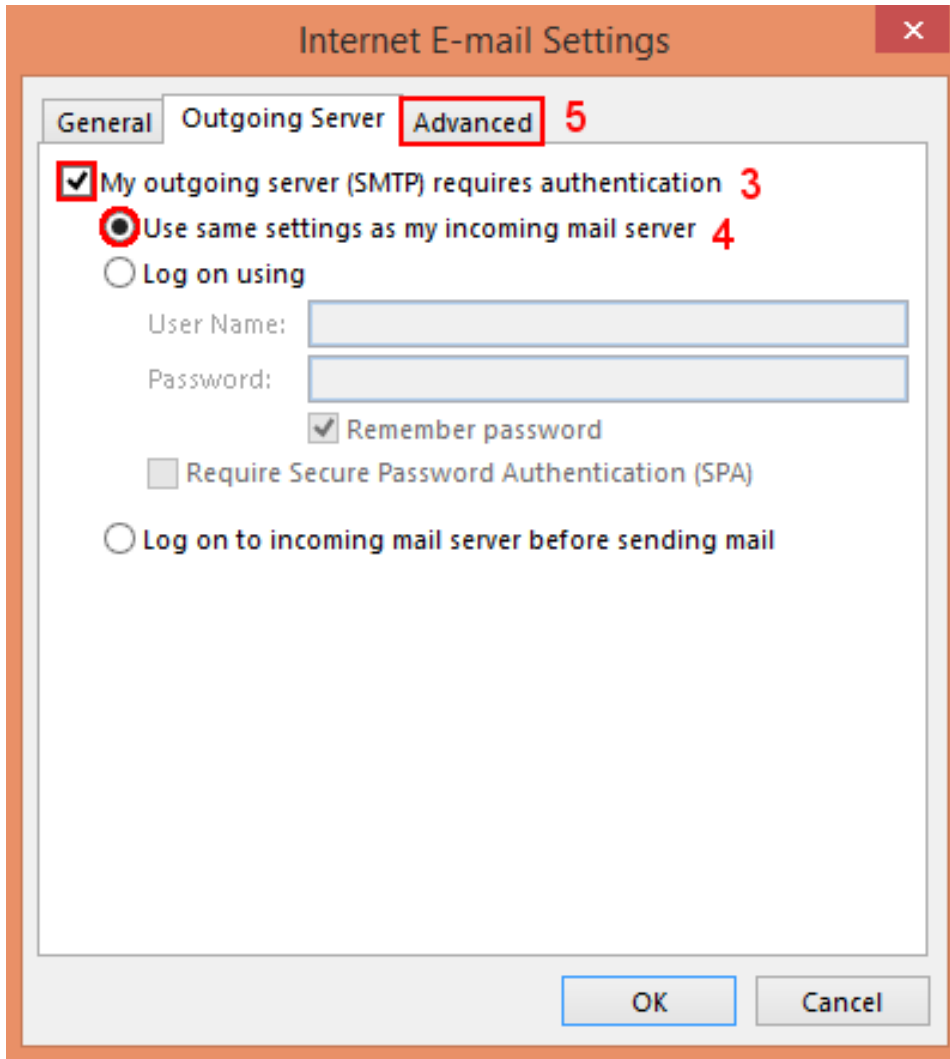 Internet E-mail Settings
General Outgoing Server Advanced 5
My outgoing server (SMTP) requires authentication 3
Use same settings as my incoming mail server 4
Log on using
User Name:
Password:
Remember password
Require Secure Password Authentication (SPA)
Log on to incoming mail server before sending mail
OK Cancel